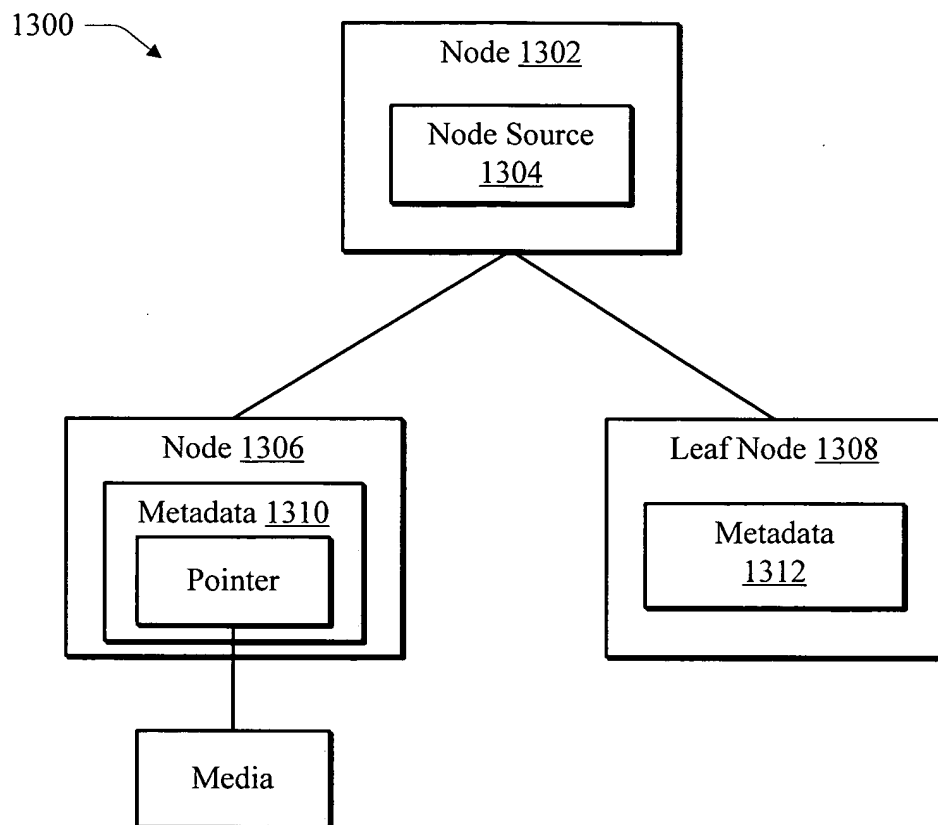 1300
Node 1302
Node Source
1304
Node 1306
Metadata 1310
Pointer
Media
Leaf Node 1308
Metadata
1312